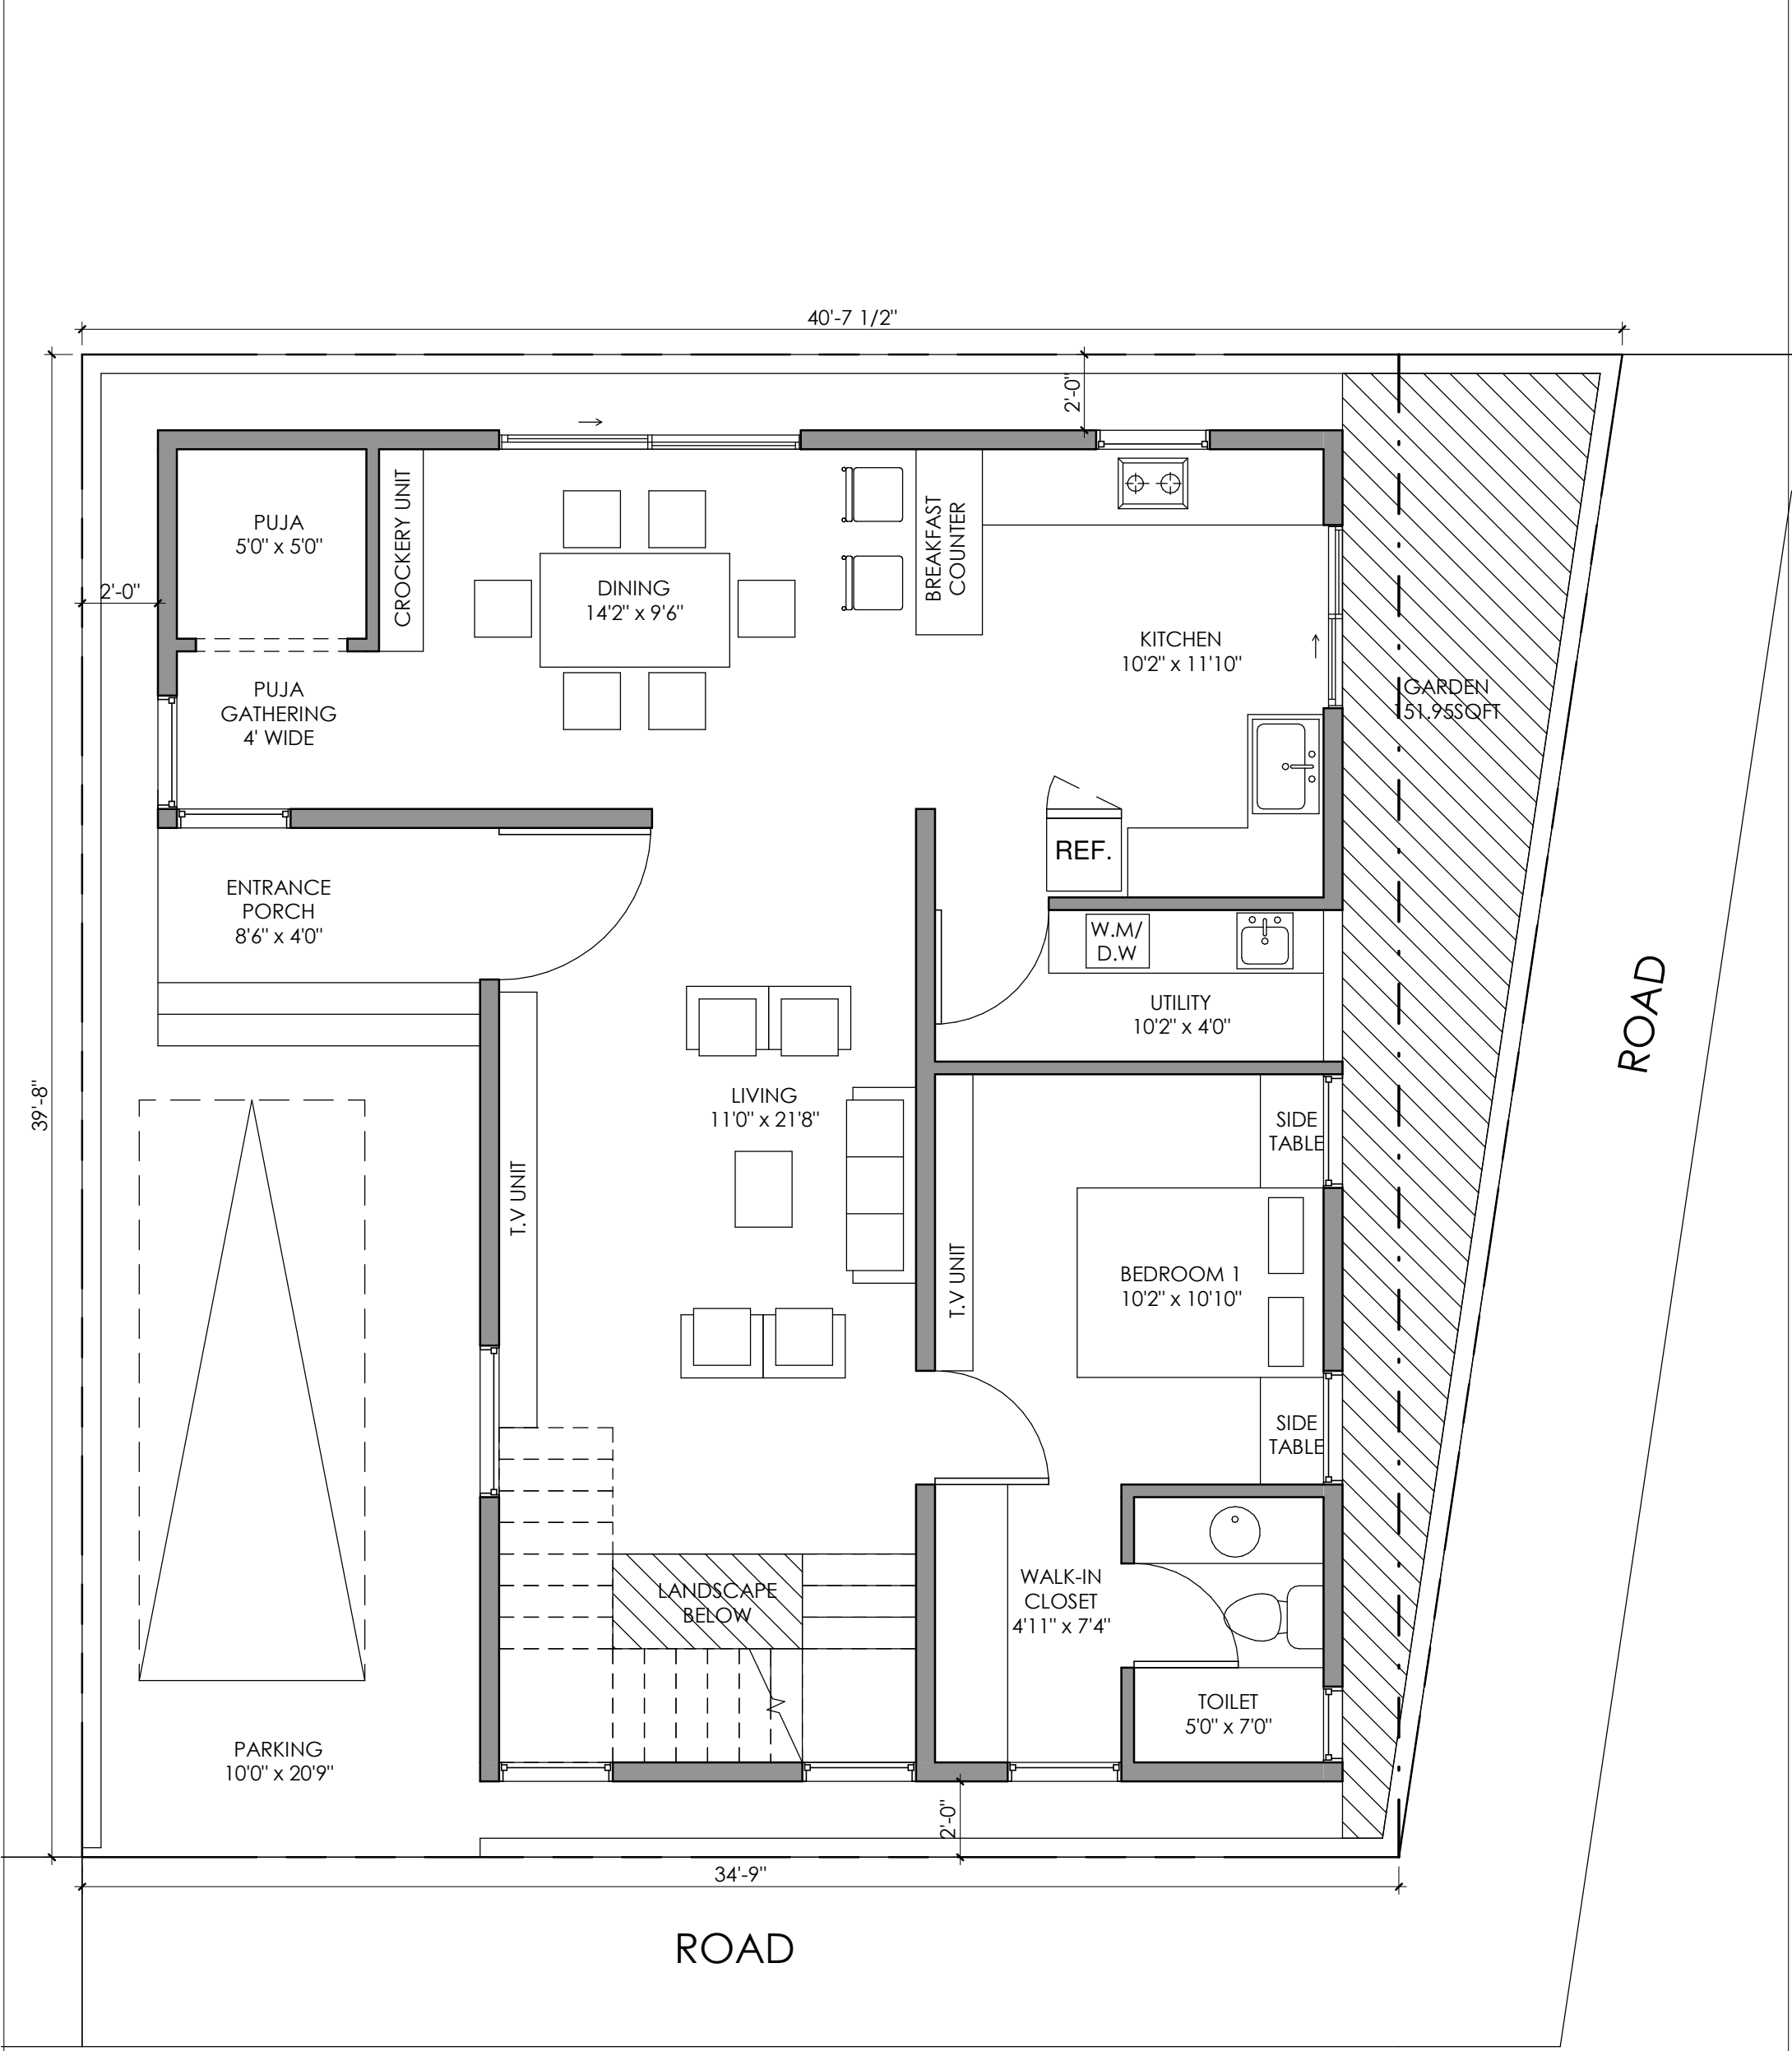 40'-7 1/2"
2'-0"
PUJA
5'0" x 5'0"
CROCKERY UNIT
BREAKFAST
COUNTER
DINING
14'2" x 9'6"
2'-0"
KITCHEN
10'2" x 11'10"
PUJA
GATHERING
4' WIDE
GARDEN
151.95SQFT
REF.
ENTRANCE
PORCH
8'6" x 4'0"
W.M/
D.W
UTILITY
10'2" x 4'0"
ROAD
39'-8"
LIVING
11'0" x 21'8"
SIDE
TABLE
T.V UNIT
T.V UNIT
BEDROOM 1
10'2" x 10'10"
SIDE
TABLE
LANDSCAPE
BELOW
WALK-IN
CLOSET
4'11" x 7'4"
TOILET
5'0" x 7'0"
PARKING
10'0" x 20'9"
2'-0"
34'-9"
ROAD